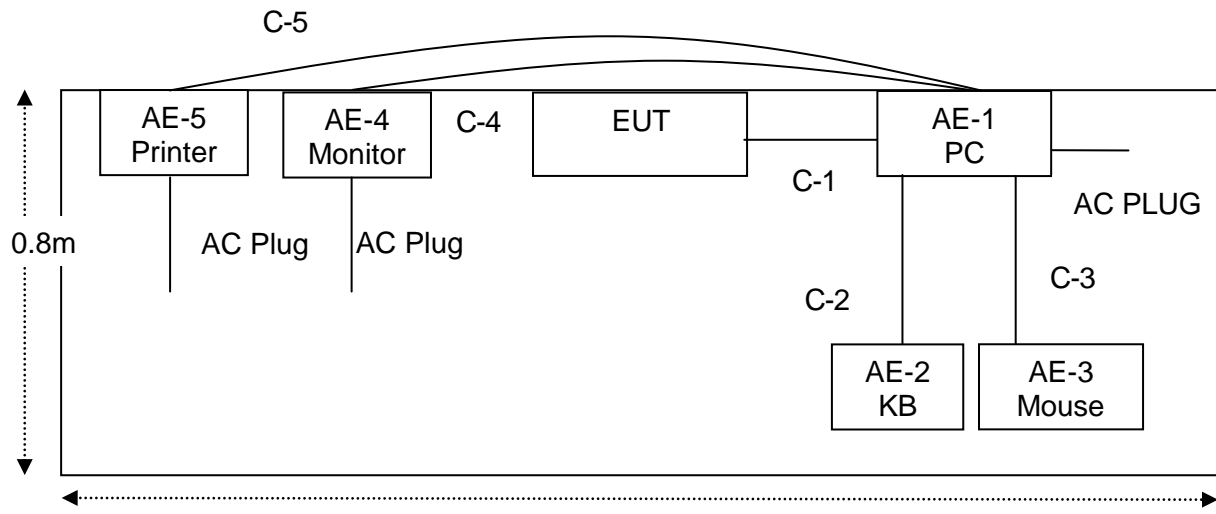 C-5
AE-5
Printer
AE-4
Monitor
C-4
EUT
C-1
AE-1
PC
AC PLUG
0.8m
AC Plug
AC Plug
C-2
C-3
AE-2
KB
AE-3
Mouse